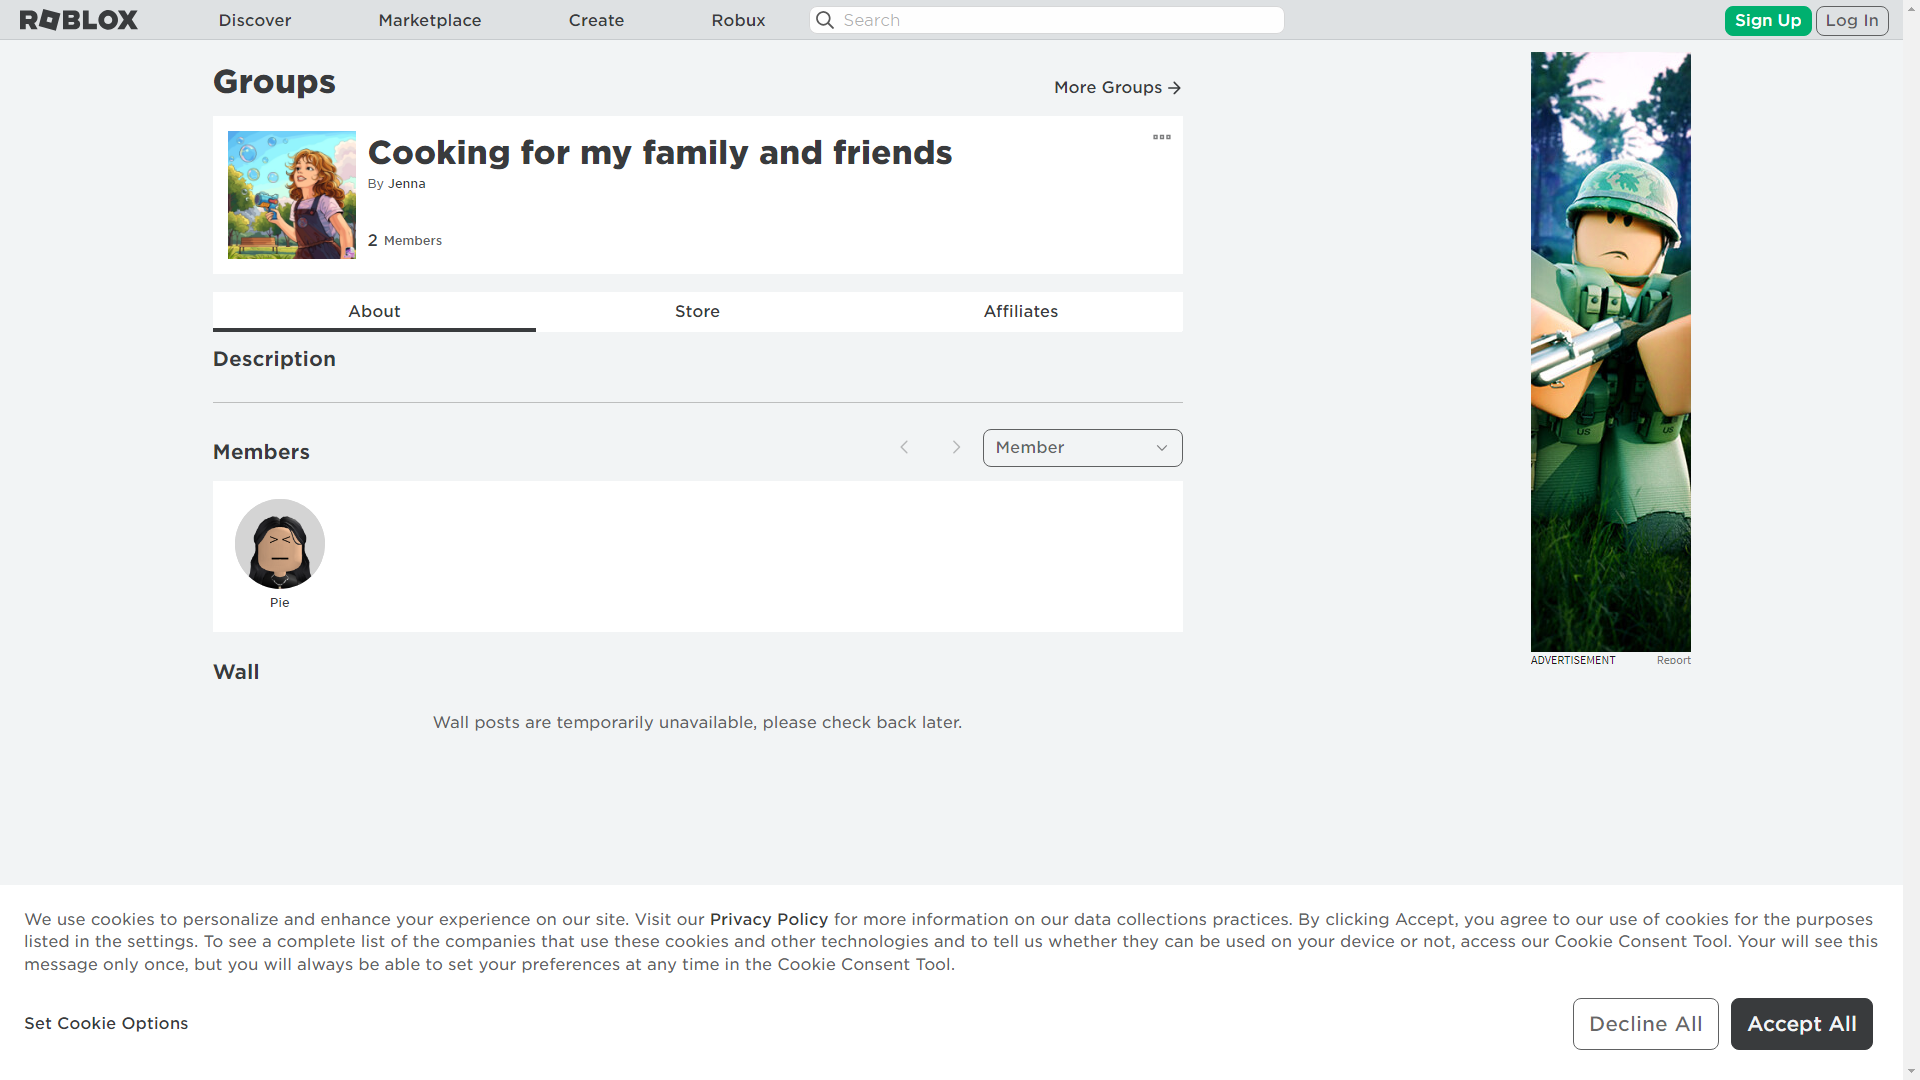 ROBLOX
Discover
Marketplace
Create
Robux
Search
Sign Up
Log In
Groups
More Groups
Cooking for my family and friends
By Jenna
2 Members
About
Store
Affiliates
Description
Members
Member
Pie
Wall
Wall posts are temporarily unavailable, please check back later.
US
US
ADVERTISEMENT
Report
We use cookies to personalize and enhance your experience on our site. Visit our Privacy Policy for more information on our data collections practices. By clicking Accept, you agree to our use of cookies for the purposes
listed in the settings. To see a complete list of the companies that use these cookies and other technologies and to tell us whether they can be used on your device or not, access our Cookie Consent Tool. Your will see this
message only once, but you will always be able to set your preferences at any time in the Cookie Consent Tool.
Set Cookie Options
Decline All
Accept All